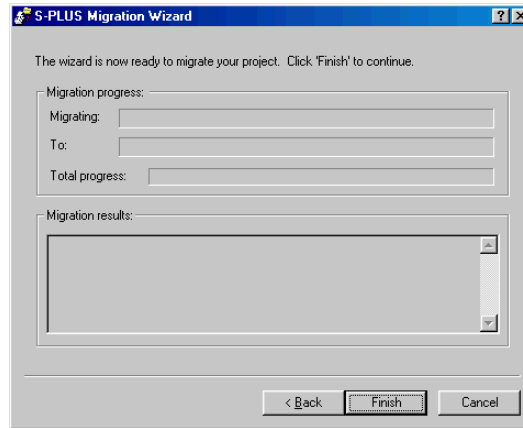 S-PLUS Migration Wizard
The wizard is now ready to migrate your project. Click 'Finish' to continue.
Migration progress:
Migrating:
To:
Total progress:
Migration results:
< Back
Finish
Cancel